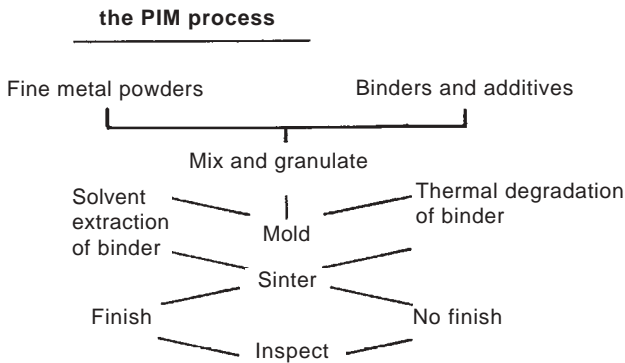 the PIM process
Fine metal powders
Binders and additives
Mix and granulate
Solvent
extraction
of binder
Thermal degradation
of binder
Mold
Sinter
Finish
No finish
Inspect